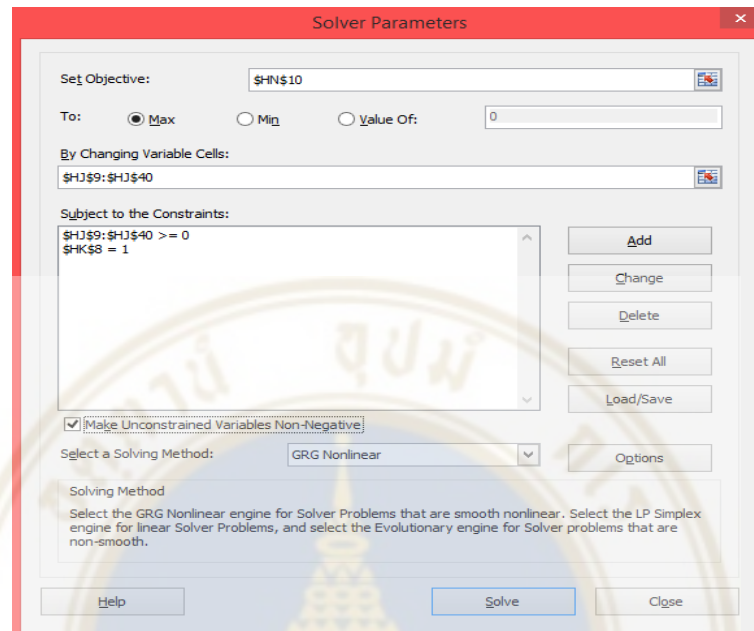 Solver Parameters
×
Set Objective:
$HN$10
To:
Max
Min
Value Of:
0
By Changing Variable Cells:
$HJ$9:$HJ$40
Subject to the Constraints:
$HJ$9:$HJ$40 >= 0
$HK$8 = 1
Add
Change
Delete
Reset All
Load/Save
Make Unconstrained Variables Non-Negative
Select a Solving Method:
GRG Nonlinear
Options
Solving Method
Select the GRG Nonlinear engine for Solver Problems that are smooth nonlinear. Select the LP Simplex
engine for linear Solver Problems, and select the Evolutionary engine for Solver problems that are
non-smooth.
Help
Solve
Close